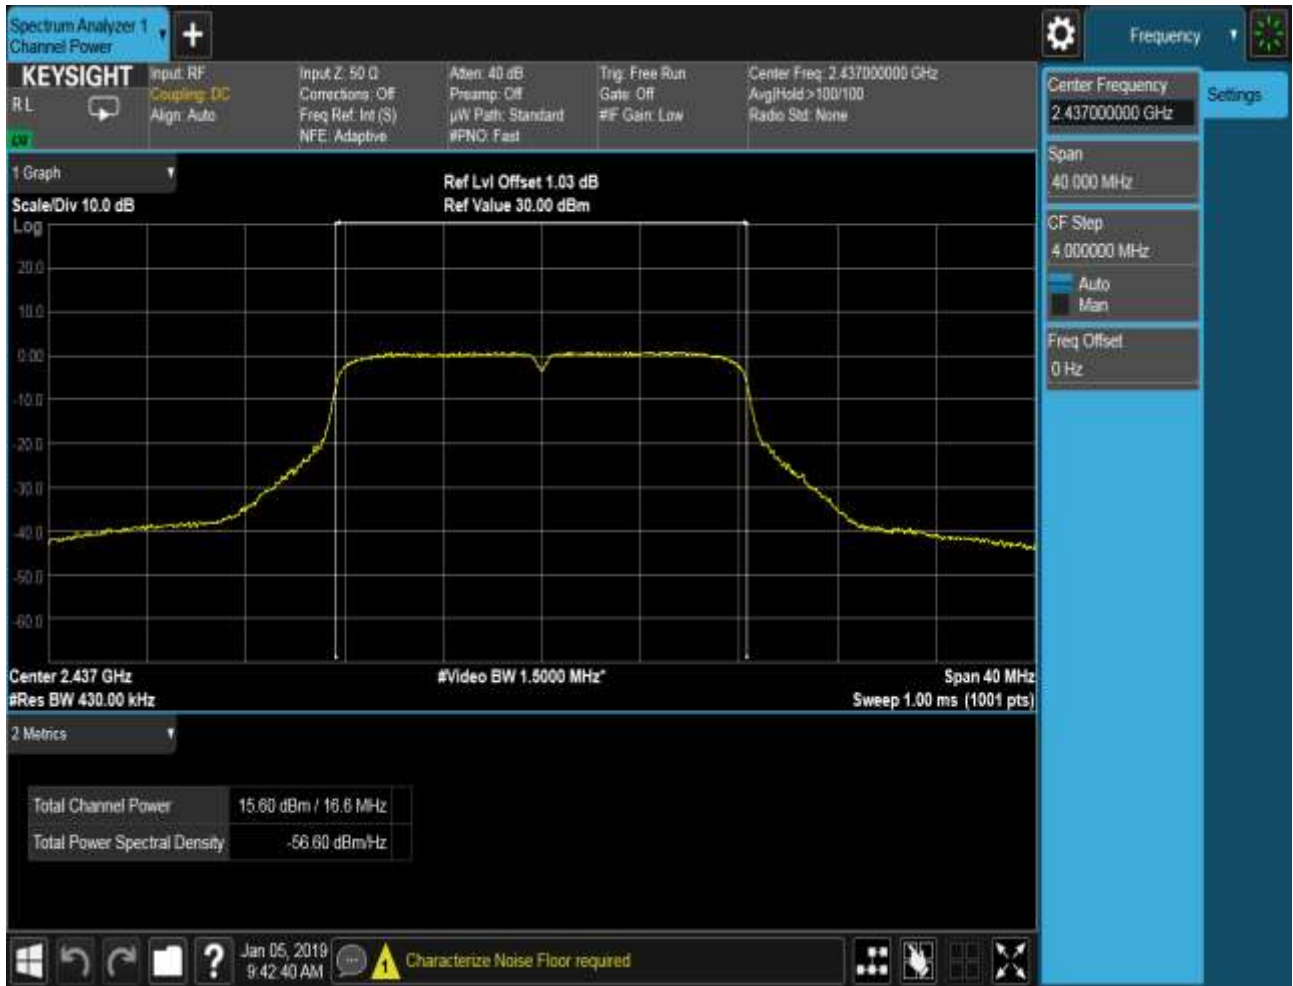 Spectrum Analyzer 1
Channel Power
Frequency
KEYSIGHT
R L
Input: RF
Coupling: DC
Align: Auto
Input Z: 50 Ω
Corrections: Off
Freq Ref: Int (S)
NFE: Adaptive
Atten: 40 dB
Preamp: Off
µW Path: Standard
#PNO: Fast
Trig: Free Run
Gate: Off
#IF Gain: Low
Center Freq: 2.437000000 GHz
Avg|Hold:>100/100
Radio Std: None
Center Frequency
2.437000000 GHz
Settings
Span
40.000 MHz
CF Step
4.000000 MHz
Auto
Man
Freq Offset
0 Hz
1 Graph
Scale/Div 10.0 dB
Ref Lvl Offset 1.03 dB
Ref Value 30.00 dBm
Log
20.0
10.0
0.00
-10.0
-20.0
-30.0
-40.0
-50.0
-60.0
Center 2.437 GHz
#Res BW 430.00 kHz
#Video BW 1.5000 MHz*
Span 40 MHz
Sweep 1.00 ms (1001 pts)
2 Metrics
Total Channel Power 15.60 dBm / 16.6 MHz
Total Power Spectral Density -56.60 dBm/Hz
?
Jan 05, 2019
9:42:40 AM
1
Characterize Noise Floor required